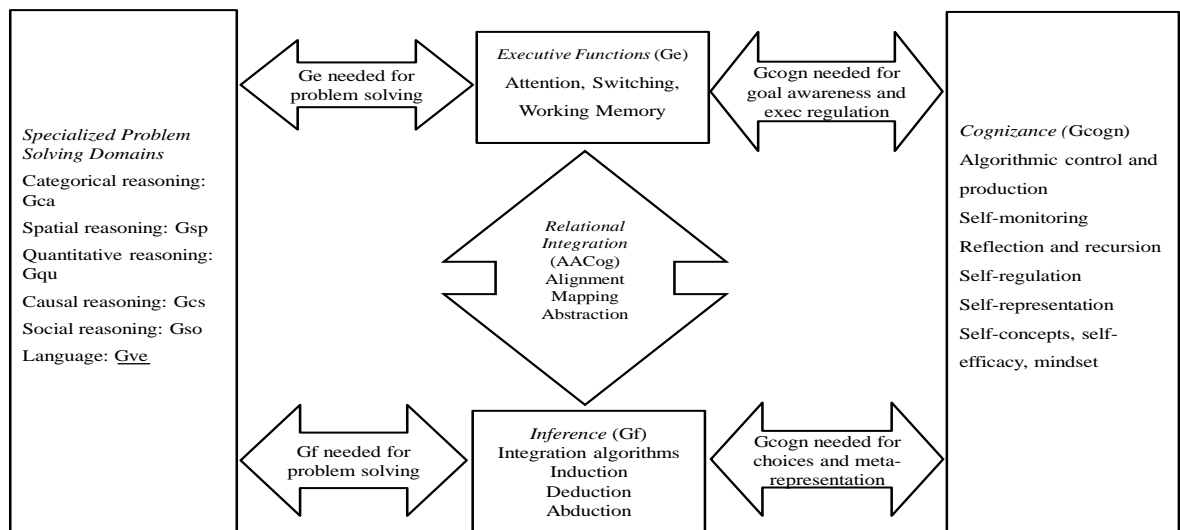 Specialized Problem
Solving Domains
Categorical reasoning:
Gca
Spatial reasoning: Gsp
Quantitative reasoning:
Gqu
Causal reasoning: Gcs
Social reasoning: Gso
Language: Gve
Ge needed for
problem solving
Executive Functions (Ge)
Attention, Switching,
Working Memory
Gcogn needed for
goal awareness and
exec regulation
Relational
Integration
(AACog)
Alignment
Mapping
Abstraction
Gf needed for
problem solving
Inference (Gf)
Integration algorithms
Induction
Deduction
Abduction
Gcogn needed for
choices and meta-
representation
Cognizance (Gcogn)
Algorithmic control and
production
Self-monitoring
Reflection and recursion
Self-regulation
Self-representation
Self-concepts, self-
efficacy, mindset